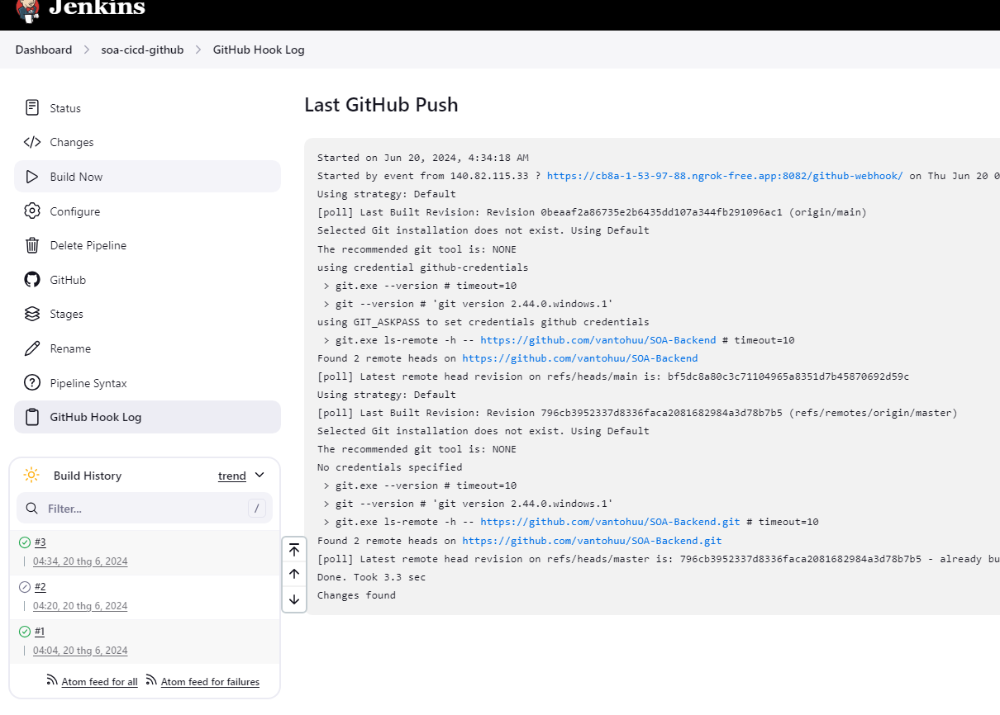 Jenkins
Dashboard > soa-cicd-github > GitHub Hook Log
Status
Changes
Build Now
Configure
Delete Pipeline
GitHub
Stages
Rename
Pipeline Syntax
GitHub Hook Log
Build History
trend
Filter...
/
#3
04:34, 20 thg 6, 2024
#2
04:20, 20 thg 6, 2024
#1
04:04, 20 thg 6, 2024
Atom feed for all
Atom feed for failures
Last GitHub Push
Started on Jun 20, 2024, 4:34:18 AM
Started by event from 140.82.115.33 ? https://cb8a-1-53-97-88.ngrok-free.app:8082/github-webhook/ on Thu Jun 20 0
Using strategy: Default
[poll] Last Built Revision: Revision 0beaaf2a86735e2b6435dd107a344fb291096ac1 (origin/main)
Selected Git installation does not exist. Using Default
The recommended git tool is: NONE
using credential github-credentials
> git.exe --version # timeout=10
> git --version # 'git version 2.44.0.windows.1'
using GIT_ASKPASS to set credentials github credentials
> git.exe ls-remote -h -- https://github.com/vantohuu/SOA-Backend # timeout=10
Found 2 remote heads on https://github.com/vantohuu/SOA-Backend
[poll] Latest remote head revision on refs/heads/main is: bf5dc8a80c3c71104965a8351d7b45870692d59c
Using strategy: Default
[poll] Last Built Revision: Revision 796cb3952337d8336faca2081682984a3d78b7b5 (refs/remotes/origin/master)
Selected Git installation does not exist. Using Default
The recommended git tool is: NONE
No credentials specified
> git.exe --version # timeout=10
> git --version # 'git version 2.44.0.windows.1'
> git.exe ls-remote -h -- https://github.com/vantohuu/SOA-Backend.git # timeout=10
Found 2 remote heads on https://github.com/vantohuu/SOA-Backend.git
[poll] Latest remote head revision on refs/heads/master is: 796cb3952337d8336faca2081682984a3d78b7b5 - already bu
Done. Took 3.3 sec
Changes found